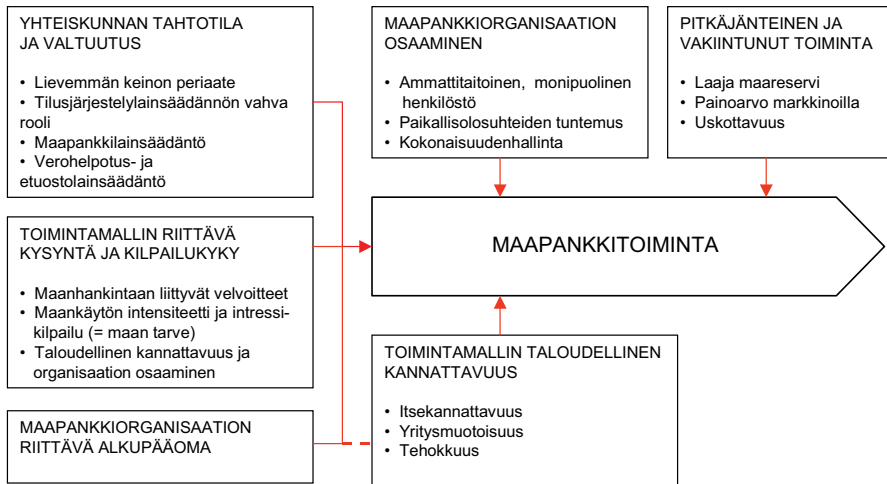 YHTEISKUNNAN TAHTOTILA
JA VALTUUTUS
• Lievemmän keinon periaate
• Tilusjärjestelylainsäädännön vahva
rooli
• Maapankkilainsäädäntö
• Verohelpotus- ja
etuostolainsäädäntö
MAAPANKKIORGANISAATION
OSAAMINEN
• Ammattitaitoinen, monipuolinen
henkilöstö
• Paikallisolosuhteiden tuntemus
• Kokonaisuudenhallinta
PITKÄJÄNTEINEN JA
VAKIINTUNUT TOIMINTA
• Laaja maareservi
• Painoarvo markkinoilla
• Uskottavuus
TOIMINTAMALLIN RIITTÄVÄ
KYSYNTÄ JA KILPAILUKYKY
• Maanhankintaan liittyvät velvoitteet
• Maankäytön intensiteetti ja intressi-
kilpailu (= maan tarve)
• Taloudellinen kannattavuus ja
organisaation osaaminen
MAAPANKKITOIMINTA
TOIMINTAMALLIN TALOUDELLINEN
KANNATTAVUUS
• Itsekannattavuus
• Yritysmuotoisuus
• Tehokkuus
MAAPANKKIORGANISAATION
RIITTÄVÄ ALKUPÄÄOMA